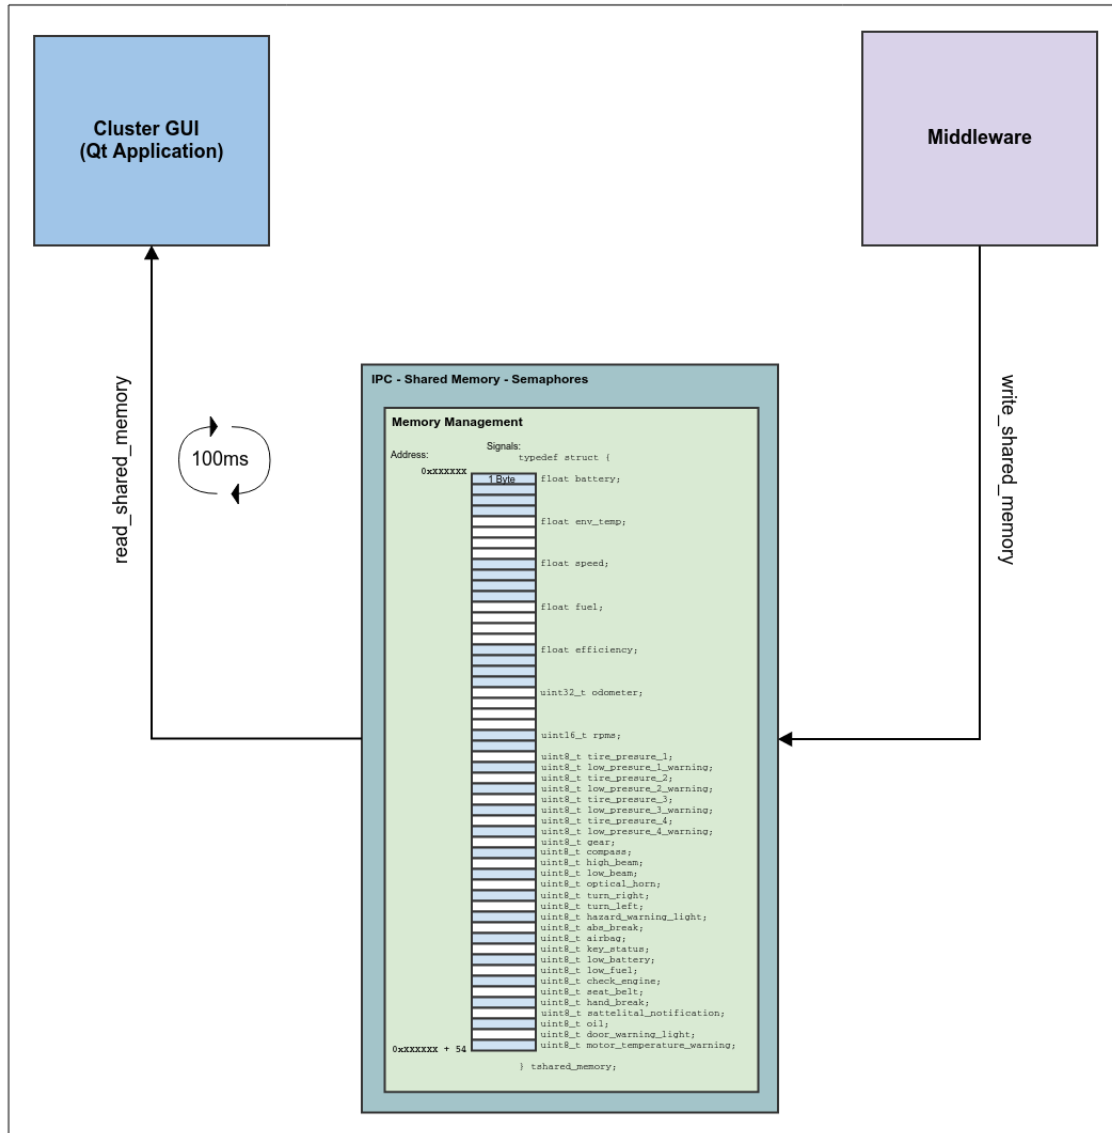 Cluster GUI
(Qt Application)
Middleware
read_shared_memory
100ms
write_shared_memory
IPC - Shared Memory - Semaphores
Memory Management
Address:
Signals:
typedef struct {
0xXXXXXX
1 Byte
float battery;
float env_temp;
float speed;
float fuel;
float efficiency;
uint32_t odometer;
uint16_t rpms;
uint8_t tire_presure_1;
uint8_t low_presure_1_warning;
uint8_t tire_presure_2;
uint8_t low_presure_2_warning;
uint8_t tire_presure_3;
uint8_t low_presure_3_warning;
uint8_t tire_presure_4;
uint8_t low_presure_4_warning;
uint8_t gear;
uint8_t compass;
uint8_t high_beam;
uint8_t low_beam;
uint8_t optical_horn;
uint8_t turn_right;
uint8_t turn_left;
uint8_t hazard_warning_light;
uint8_t abs_break;
uint8_t airbag;
uint8_t key_status;
uint8_t low_battery;
uint8_t low_fuel;
uint8_t check_engine;
uint8_t seat_belt;
uint8_t hand_break;
uint8_t sattelital_notification;
uint8_t oil;
uint8_t door_warning_light;
uint8_t motor_temperature_warning;
0xXXXXXX + 54
} tshared_memory;